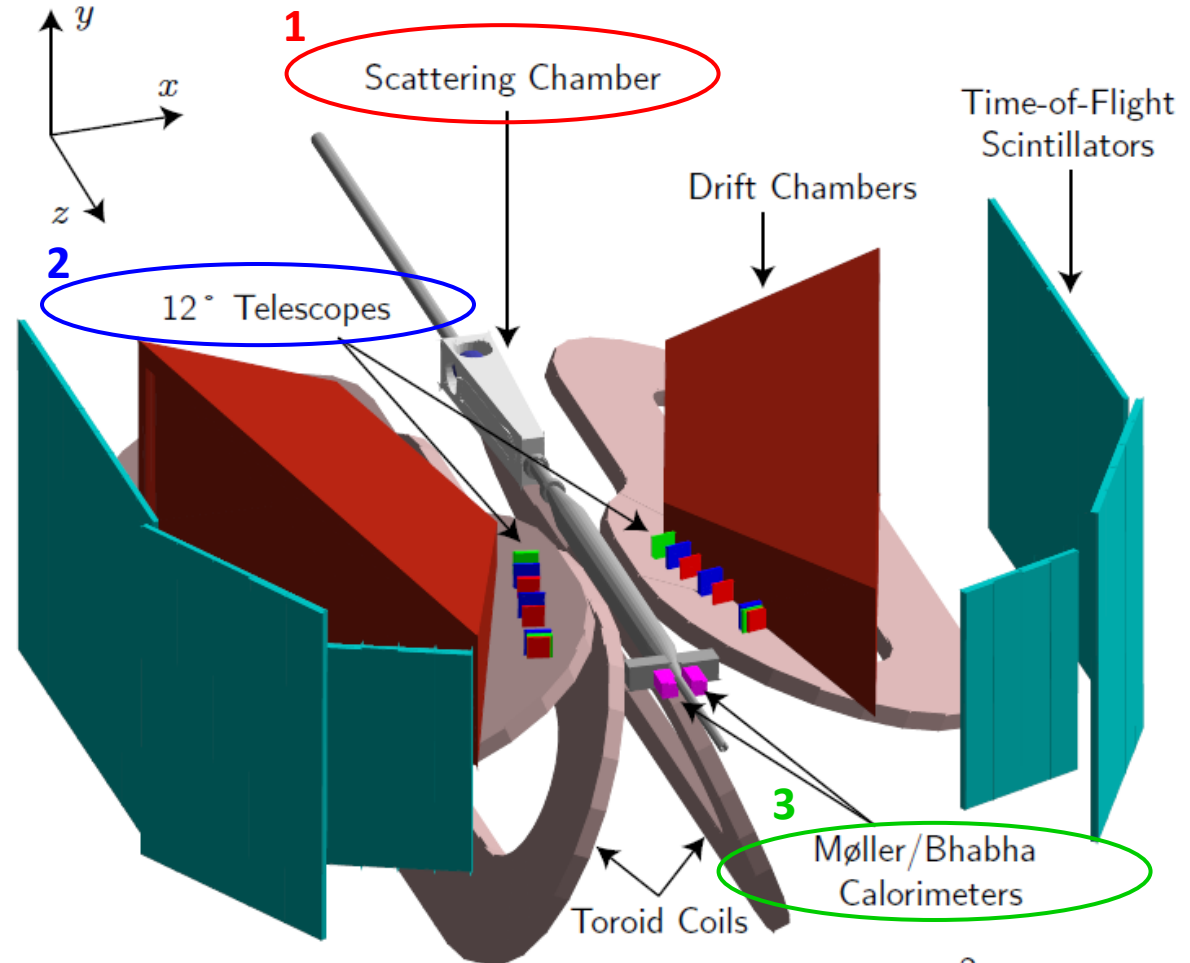 y
1
Scattering Chamber
x
Time-of-Flight
Scintillators
Drift Chambers
z
2
12° Telescopes
3
Møller/Bhabha
Calorimeters
Toroid Coils